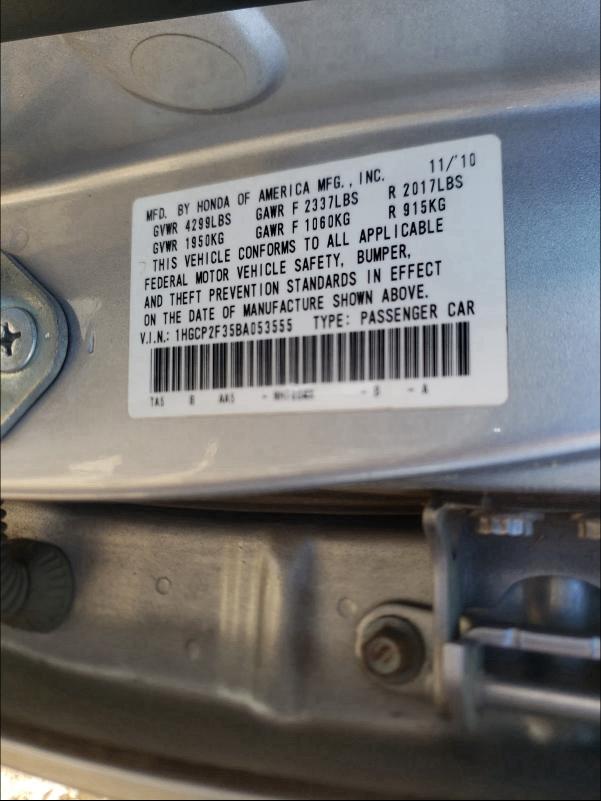 MFD. BY HONDA OF AMERICA MFG., INC. 11/'10
GVWR 4299LBS GAWR F 2337LBS R 2017LBS
GVWR 1950KG GAWR F 1060KG R 915KG
THIS VEHICLE CONFORMS TO ALL APPLICABLE
FEDERAL MOTOR VEHICLE SAFETY, BUMPER,
AND THEFT PREVENTION STANDARDS IN EFFECT
ON THE DATE OF MANUFACTURE SHOWN ABOVE.
V.I.N.: 1HGCP2F35BA053555 TYPE: PASSENGER CAR
TA5 B AA5 - - B - A